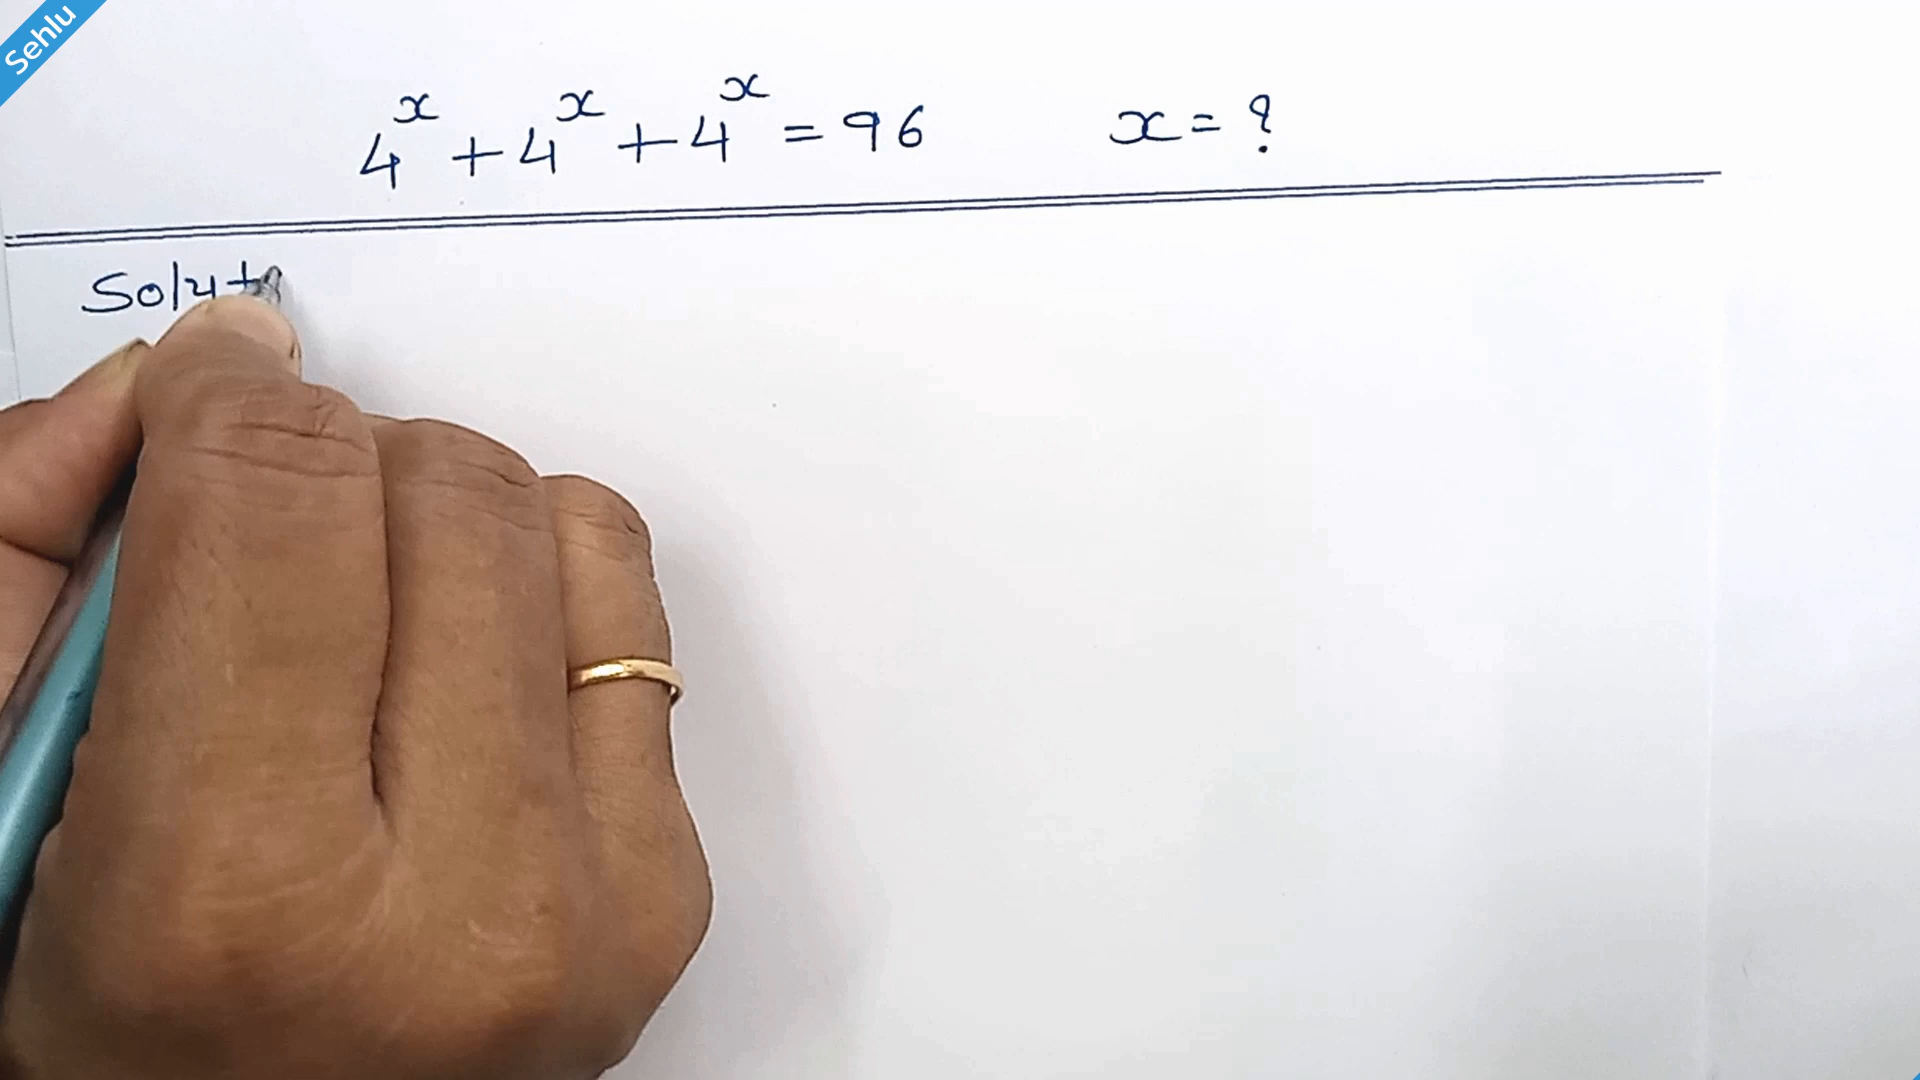 Sehlu
4^x + 4^x + 4^x = 96 x = ?
Solut